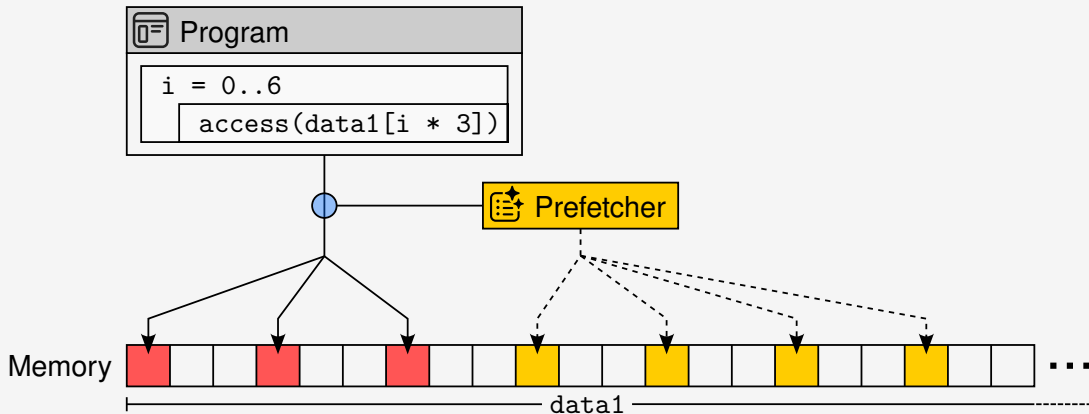 Program
i = 0..6
access(data1[i * 3])
Prefetcher
Memory
...
data1